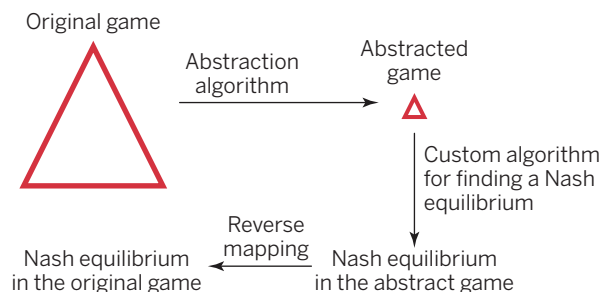 Original game
Abstraction
algorithm
Abstracted
game
Custom algorithm
for finding a Nash
equilibrium
Reverse
mapping
Nash equilibrium
in the original game
Nash equilibrium
in the abstract game